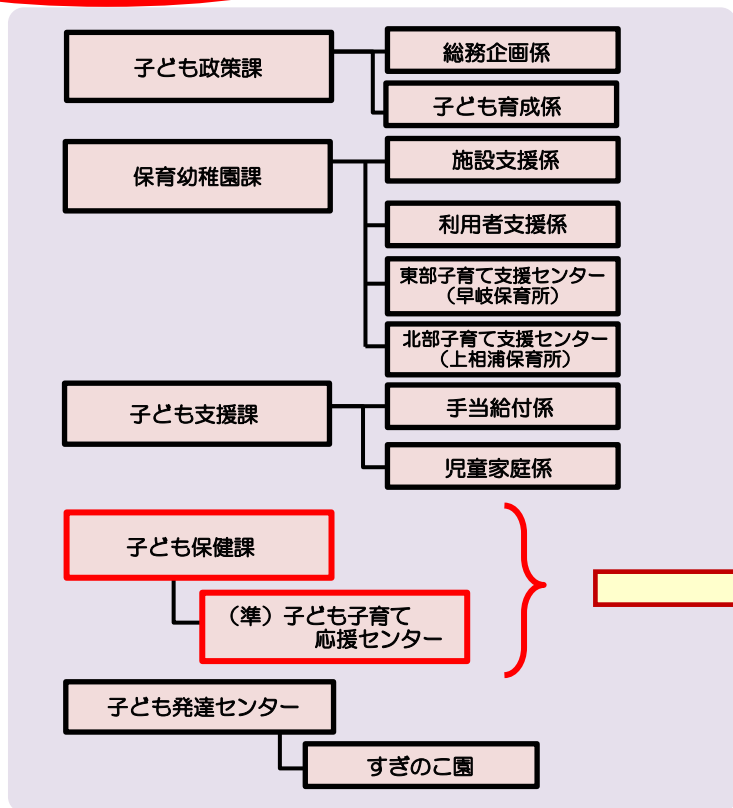 子ども政策課
総務企画係
子ども育成係
保育幼稚園課
施設支援係
利用者支援係
東部子育て支援センター
（早岐保育所）
北部子育て支援センター
（上相浦保育所）
子ども支援課
手当給付係
児童家庭係
子ども保健課
（準）子ども子育て
応援センター
子ども発達センター
すぎのこ園